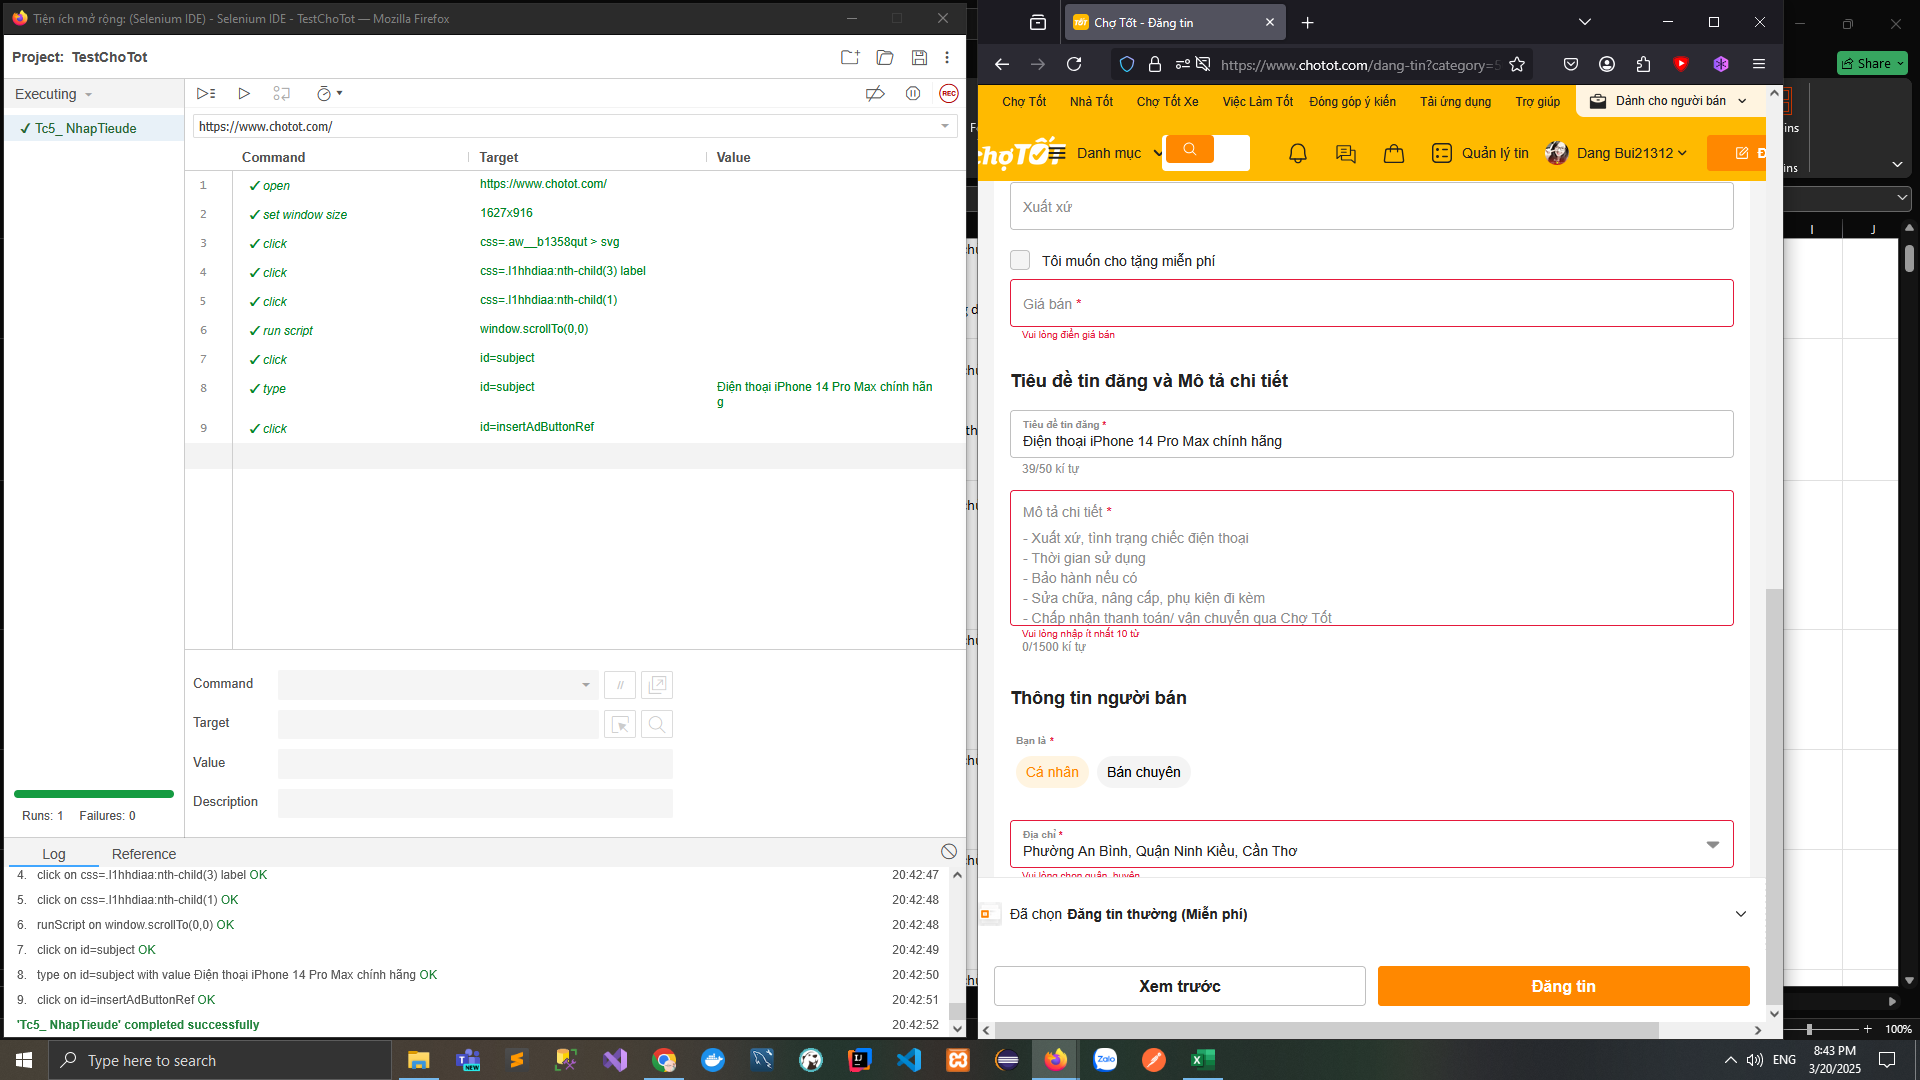 Tiện ích mở rộng: (Selenium IDE) - Selenium IDE - TestChoTot — Mozilla Firefox
Project: TestChoTot
Executing
✓ Tc5_ NhapTieude
REC
https://www.chotot.com/
Command Target Value
1 ✓ open https://www.chotot.com/
2 ✓ set window size 1627x916
3 ✓ click css=.aw__b1358qut > svg
4 ✓ click css=.l1hhdiaa:nth-child(3) label
5 ✓ click css=.l1hhdiaa:nth-child(1)
6 ✓ run script window.scrollTo(0,0)
7 ✓ click id=subject
8 ✓ type id=subject Điện thoại iPhone 14 Pro Max chính hãn
g
9 ✓ click id=insertAdButtonRef
Command //
Target
Value
Description
Runs: 1 Failures: 0
Log Reference
4. click on css=.l1hhdiaa:nth-child(3) label OK 20:42:47
5. click on css=.l1hhdiaa:nth-child(1) OK 20:42:48
6. runScript on window.scrollTo(0,0) OK 20:42:48
7. click on id=subject OK 20:42:49
8. type on id=subject with value Điện thoại iPhone 14 Pro Max chính hãng OK 20:42:50
9. click on id=insertAdButtonRef OK 20:42:51
'Tc5_ NhapTieude' completed successfully 20:42:52
TỐT Chợ Tốt - Đăng tin
https://www.chotot.com/dang-tin?category=5
Chợ Tốt Nhà Tốt Chợ Tốt Xe Việc Làm Tốt Đóng góp ý kiến Tải ứng dụng Trợ giúp Dành cho người bán
chợTỐT Danh mục Quản lý tin Dang Bui21312 Đ
Xuất xứ
Tôi muốn cho tặng miễn phí
Giá bán *
Vui lòng điền giá bán
Tiêu đề tin đăng và Mô tả chi tiết
Tiêu đề tin đăng *
Điện thoại iPhone 14 Pro Max chính hãng
39/50 kí tự
Mô tả chi tiết *
- Xuất xứ, tình trạng chiếc điện thoại
- Thời gian sử dụng
- Bảo hành nếu có
- Sửa chữa, nâng cấp, phụ kiện đi kèm
- Chấp nhận thanh toán/ vận chuyển qua Chợ Tốt
Vui lòng nhập ít nhất 10 từ
0/1500 kí tự
Thông tin người bán
Bạn là *
Cá nhân Bán chuyên
Địa chỉ *
Phường An Bình, Quận Ninh Kiều, Cần Thơ
Vui lòng chọn quận, huyện
Đã chọn Đăng tin thường (Miễn phí)
Xem trước Đăng tin
Share
ins
ins
I J
100%
Type here to search
NEW
Zalo
ENG
8:43 PM
3/20/2025